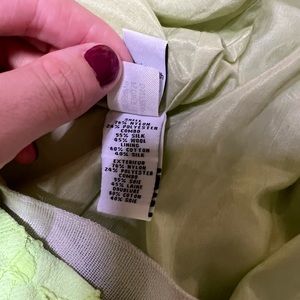 SHELL
76% NYLON
24% POLYESTER
COMBO
55% SILK
45% WOOL
LINING
60% COTTON
40% SILK
EXTERIEUR
76% NYLON
24% POLYESTER
COMBO
55% SOIE
45% LAINE
DOUBLURE
60% COTON
40% SOIE